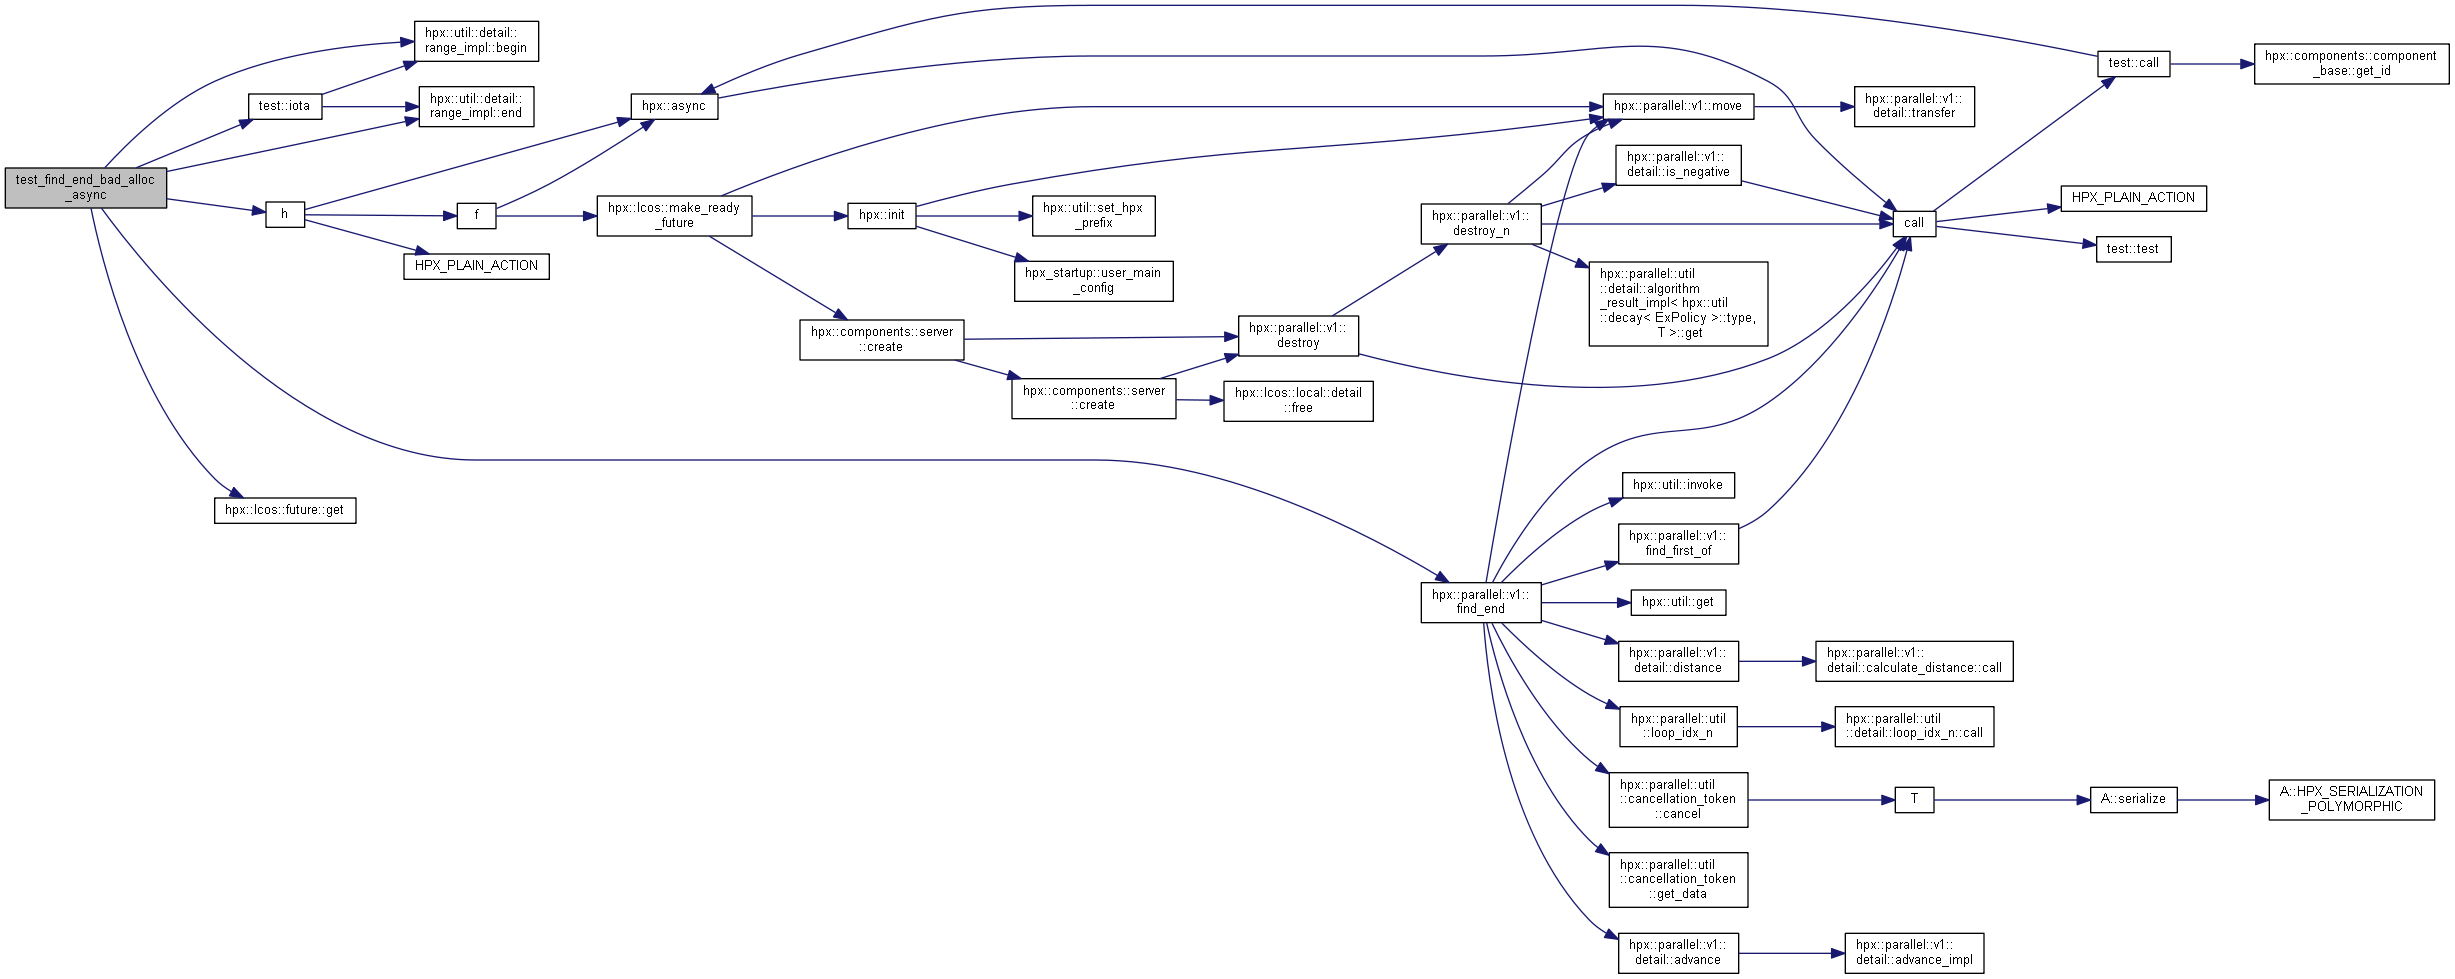 test_find_end_bad_alloc
_async
hpx::util::detail::
range_impl::begin
test::iota
hpx::util::detail::
range_impl::end
h
f
HPX_PLAIN_ACTION
hpx::lcos::future::get
hpx::async
hpx::lcos::make_ready
_future
hpx::init
hpx::util::set_hpx
_prefix
hpx_startup::user_main
_config
hpx::components::server
::create
hpx::components::server
::create
hpx::parallel::v1::
destroy
hpx::lcos::local::detail
::free
hpx::parallel::v1::
destroy_n
hpx::parallel::v1::move
hpx::parallel::v1::
detail::transfer
hpx::parallel::v1::
detail::is_negative
hpx::parallel::util
::detail::algorithm
_result_impl< hpx::util
::decay< ExPolicy >::type,
T >::get
call
test::call
hpx::components::component
_base::get_id
HPX_PLAIN_ACTION
test::test
hpx::parallel::v1::
find_end
hpx::util::invoke
hpx::parallel::v1::
find_first_of
hpx::util::get
hpx::parallel::v1::
detail::distance
hpx::parallel::v1::
detail::calculate_distance::call
hpx::parallel::util
::loop_idx_n
hpx::parallel::util
::detail::loop_idx_n::call
hpx::parallel::util
::cancellation_token
::cancel
T
A::serialize
A::HPX_SERIALIZATION
_POLYMORPHIC
hpx::parallel::util
::cancellation_token
::get_data
hpx::parallel::v1::
detail::advance
hpx::parallel::v1::
detail::advance_impl